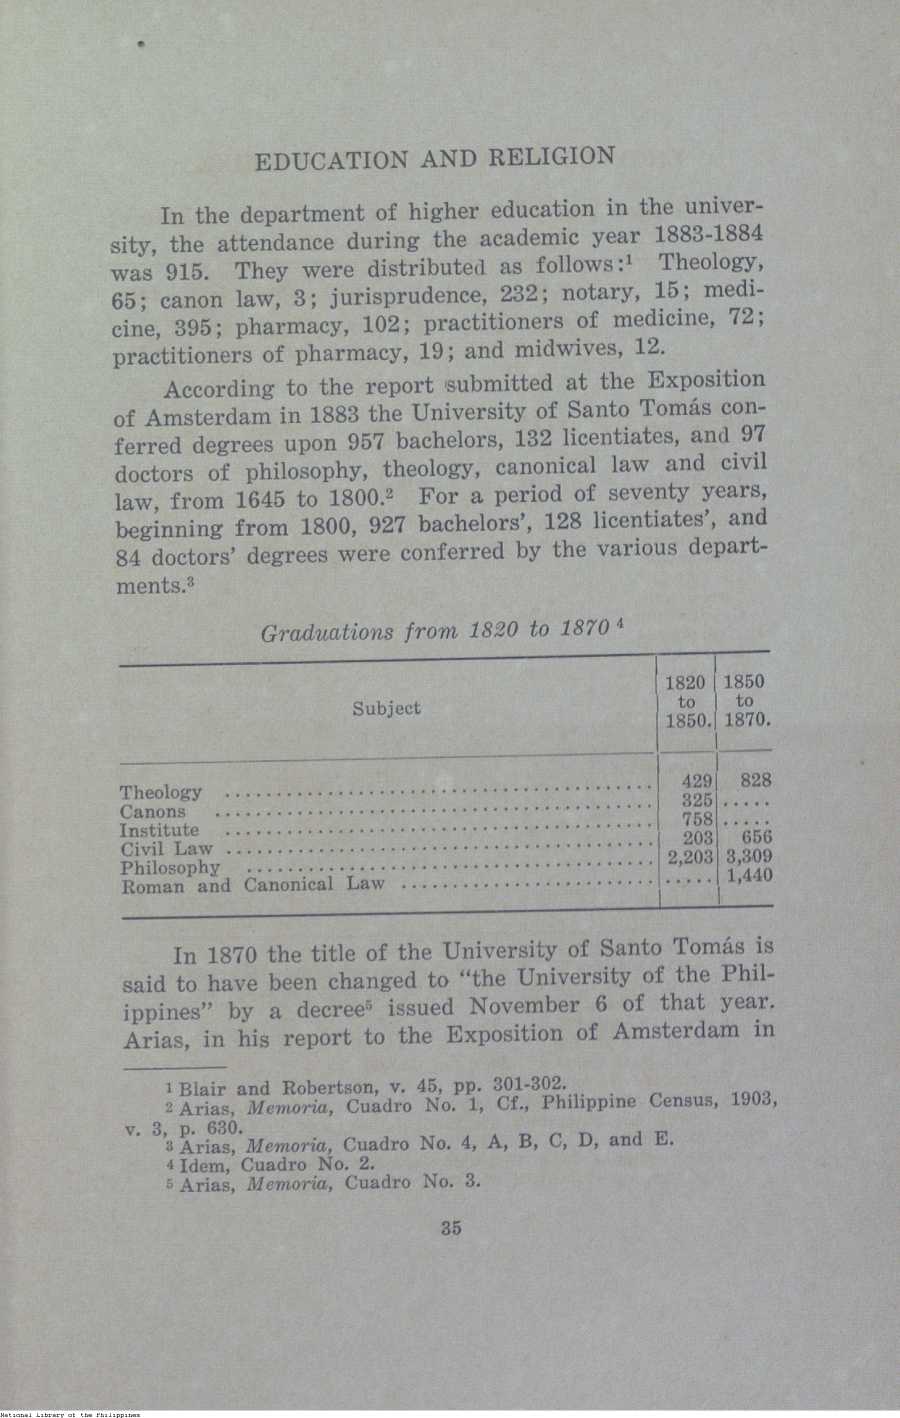 EDUCATION AND RELIGION
In the department of higher education in the univer-
sity, the attendance during the academic year 1883-1884
was 915. They were distributed as follows:¹ Theology,
65; canon law, 3; jurisprudence, 232; notary, 15; medi-
cine, 395; pharmacy, 102; practitioners of medicine, 72;
practitioners of pharmacy, 19; and midwives, 12.
According to the report submitted at the Exposition
of Amsterdam in 1883 the University of Santo Tomás con-
ferred degrees upon 957 bachelors, 132 licentiates, and 97
doctors of philosophy, theology, canonical law and civil
law, from 1645 to 1800.² For a period of seventy years,
beginning from 1800, 927 bachelors', 128 licentiates', and
84 doctors' degrees were conferred by the various depart-
ments.³
Graduations from 1820 to 1870 ⁴
Subject 1820 to 1850. 1850 to 1870.
Theology ........................................ 429 828
Canons ........................................ 325 .....
Institute ........................................ 758 .....
Civil Law ........................................ 203 656
Philosophy ........................................ 2,203 3,309
Roman and Canonical Law ......................... ..... 1,440
In 1870 the title of the University of Santo Tomás is
said to have been changed to "the University of the Phil-
ippines" by a decree⁵ issued November 6 of that year.
Arias, in his report to the Exposition of Amsterdam in
¹ Blair and Robertson, v. 45, pp. 301-302.
² Arias, Memoria, Cuadro No. 1, Cf., Philippine Census, 1903,
v. 3, p. 630.
³ Arias, Memoria, Cuadro No. 4, A, B, C, D, and E.
⁴ Idem, Cuadro No. 2.
⁵ Arias, Memoria, Cuadro No. 3.
35
National Library of the Philippines